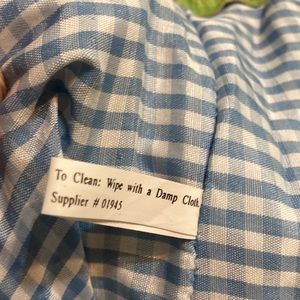 To Clean: Wipe with a Damp Cloth.
Supplier # 01945